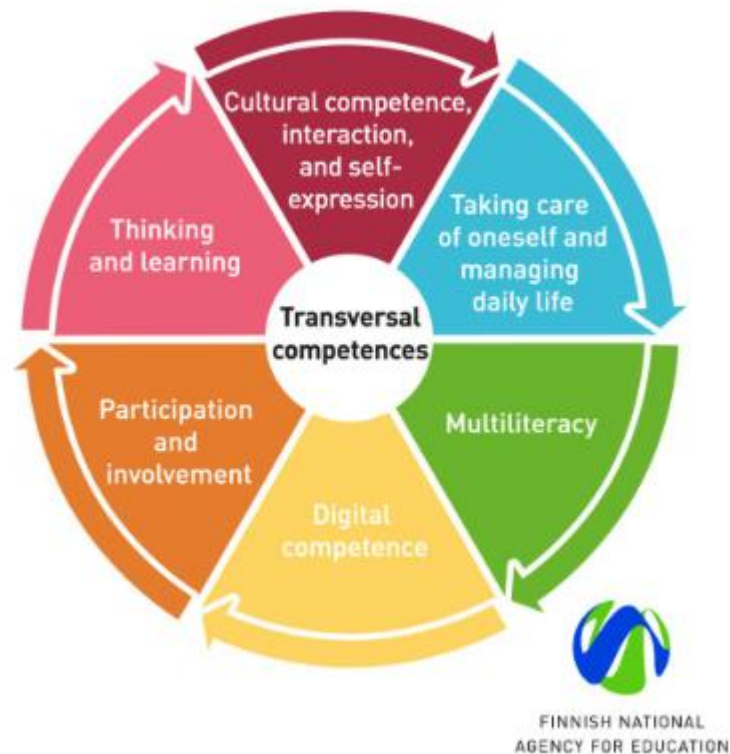 Cultural competence,
interaction,
and self-
expression
Taking care
of oneself and
managing
daily life
Multiliteracy
Digital
competence
Participation
and
involvement
Thinking
and learning
Transversal
competences
FINNISH NATIONAL
AGENCY FOR EDUCATION